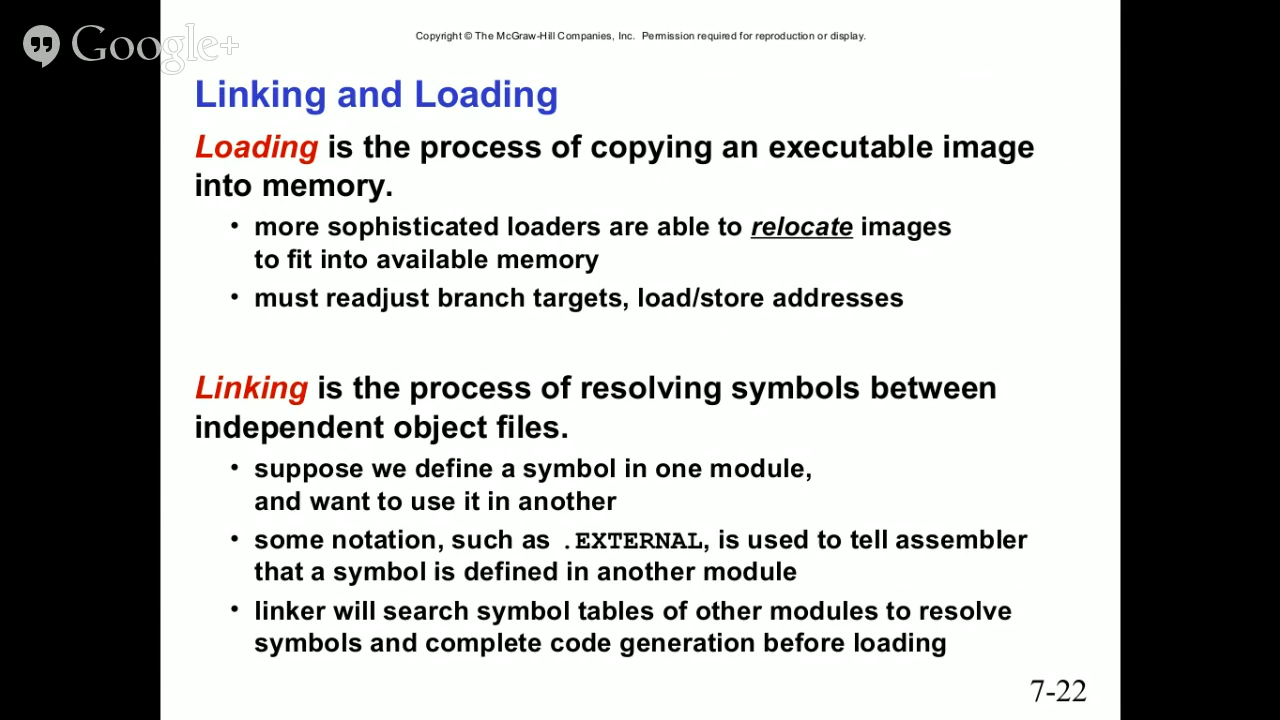 Google+
Copyright © The McGraw-Hill Companies, Inc. Permission required for reproduction or display.
Linking and Loading
Loading is the process of copying an executable image
into memory.
• more sophisticated loaders are able to relocate images
to fit into available memory
• must readjust branch targets, load/store addresses
Linking is the process of resolving symbols between
independent object files.
• suppose we define a symbol in one module,
and want to use it in another
• some notation, such as .EXTERNAL, is used to tell assembler
that a symbol is defined in another module
• linker will search symbol tables of other modules to resolve
symbols and complete code generation before loading
7-22